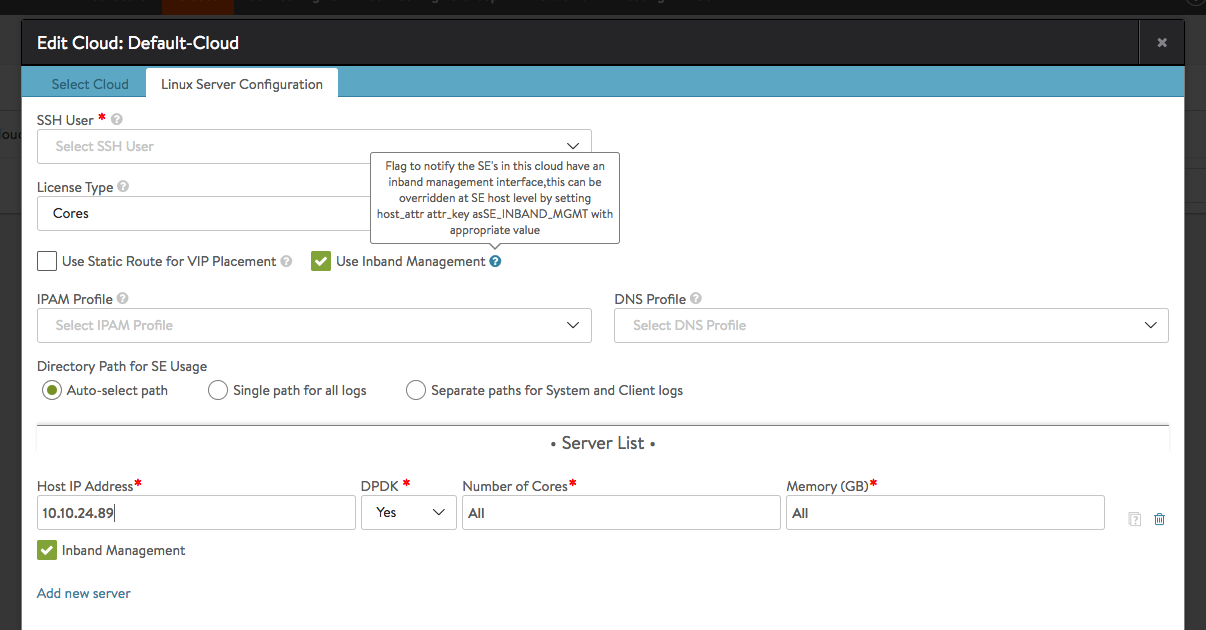 Edit Cloud: Default-Cloud
×
Select Cloud
Linux Server Configuration
SSH User * ?
Select SSH User
Flag to notify the SE's in this cloud have an
inband management interface,this can be
overridden at SE host level by setting
host_attr attr_key asSE_INBAND_MGMT with
appropriate value
License Type ?
Cores
Use Static Route for VIP Placement ?
Use Inband Management ?
IPAM Profile ?
DNS Profile ?
Select IPAM Profile
Select DNS Profile
Directory Path for SE Usage
Auto-select path
Single path for all logs
Separate paths for System and Client logs
• Server List •
Host IP Address*
DPDK *
Number of Cores*
Memory (GB)*
10.10.24.89
Yes
All
All
Inband Management
Add new server